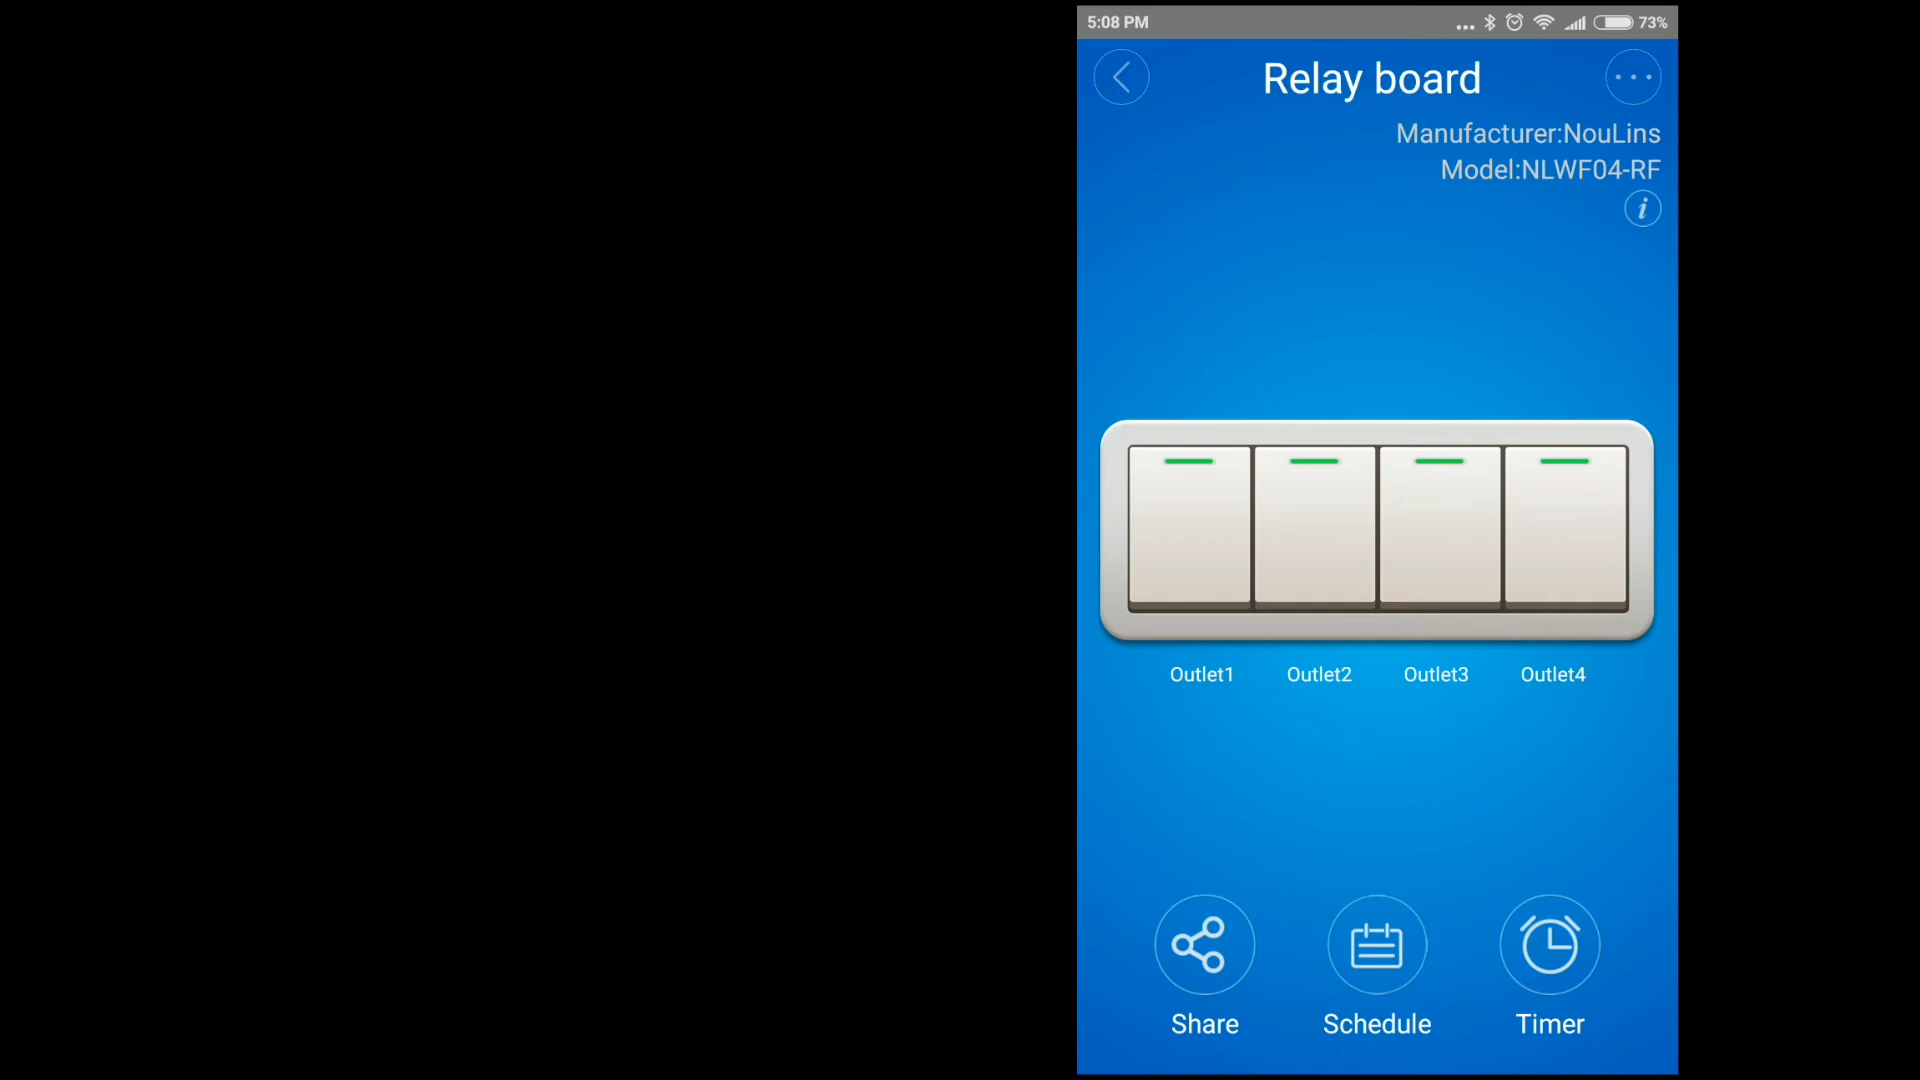 5:08 PM
73%
Relay board
Manufacturer:NouLins
Model:NLWF04-RF
i
Outlet1 Outlet2 Outlet3 Outlet4
Share Schedule Timer